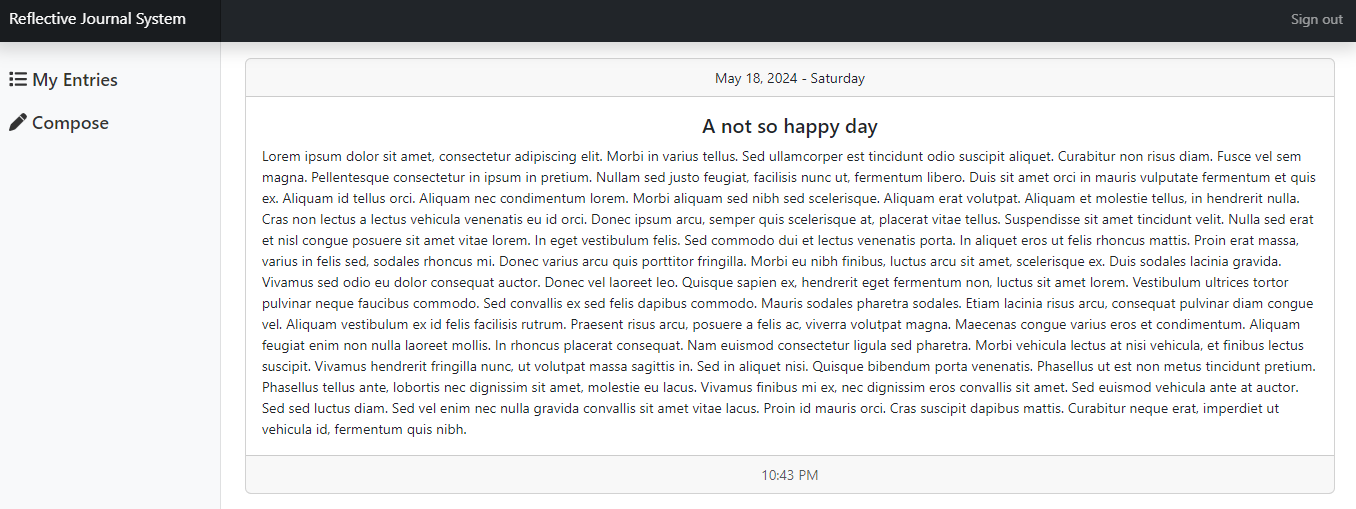 Reflective Journal System
Sign out
My Entries
Compose
May 18, 2024 - Saturday
A not so happy day
Lorem ipsum dolor sit amet, consectetur adipiscing elit. Morbi in varius tellus. Sed ullamcorper est tincidunt odio suscipit aliquet. Curabitur non risus diam. Fusce vel sem
magna. Pellentesque consectetur in ipsum in pretium. Nullam sed justo feugiat, facilisis nunc ut, fermentum libero. Duis sit amet orci in mauris vulputate fermentum et quis
ex. Aliquam id tellus orci. Aliquam nec condimentum lorem. Morbi aliquam sed nibh sed scelerisque. Aliquam erat volutpat. Aliquam et molestie tellus, in hendrerit nulla.
Cras non lectus a lectus vehicula venenatis eu id orci. Donec ipsum arcu, semper quis scelerisque at, placerat vitae tellus. Suspendisse sit amet tincidunt velit. Nulla sed erat
et nisl congue posuere sit amet vitae lorem. In eget vestibulum felis. Sed commodo dui et lectus venenatis porta. In aliquet eros ut felis rhoncus mattis. Proin erat massa,
varius in felis sed, sodales rhoncus mi. Donec varius arcu quis porttitor fringilla. Morbi eu nibh finibus, luctus arcu sit amet, scelerisque ex. Duis sodales lacinia gravida.
Vivamus sed odio eu dolor consequat auctor. Donec vel laoreet leo. Quisque sapien ex, hendrerit eget fermentum non, luctus sit amet lorem. Vestibulum ultrices tortor
pulvinar neque faucibus commodo. Sed convallis ex sed felis dapibus commodo. Mauris sodales pharetra sodales. Etiam lacinia risus arcu, consequat pulvinar diam congue
vel. Aliquam vestibulum ex id felis facilisis rutrum. Praesent risus arcu, posuere a felis ac, viverra volutpat magna. Maecenas congue varius eros et condimentum. Aliquam
feugiat enim non nulla laoreet mollis. In rhoncus placerat consequat. Nam euismod consectetur ligula sed pharetra. Morbi vehicula lectus at nisi vehicula, et finibus lectus
suscipit. Vivamus hendrerit fringilla nunc, ut volutpat massa sagittis in. Sed in aliquet nisi. Quisque bibendum porta venenatis. Phasellus ut est non metus tincidunt pretium.
Phasellus tellus ante, lobortis nec dignissim sit amet, molestie eu lacus. Vivamus finibus mi ex, nec dignissim eros convallis sit amet. Sed euismod vehicula ante at auctor.
Sed sed luctus diam. Sed vel enim nec nulla gravida convallis sit amet vitae lacus. Proin id mauris orci. Cras suscipit dapibus mattis. Curabitur neque erat, imperdiet ut
vehicula id, fermentum quis nibh.
10:43 PM